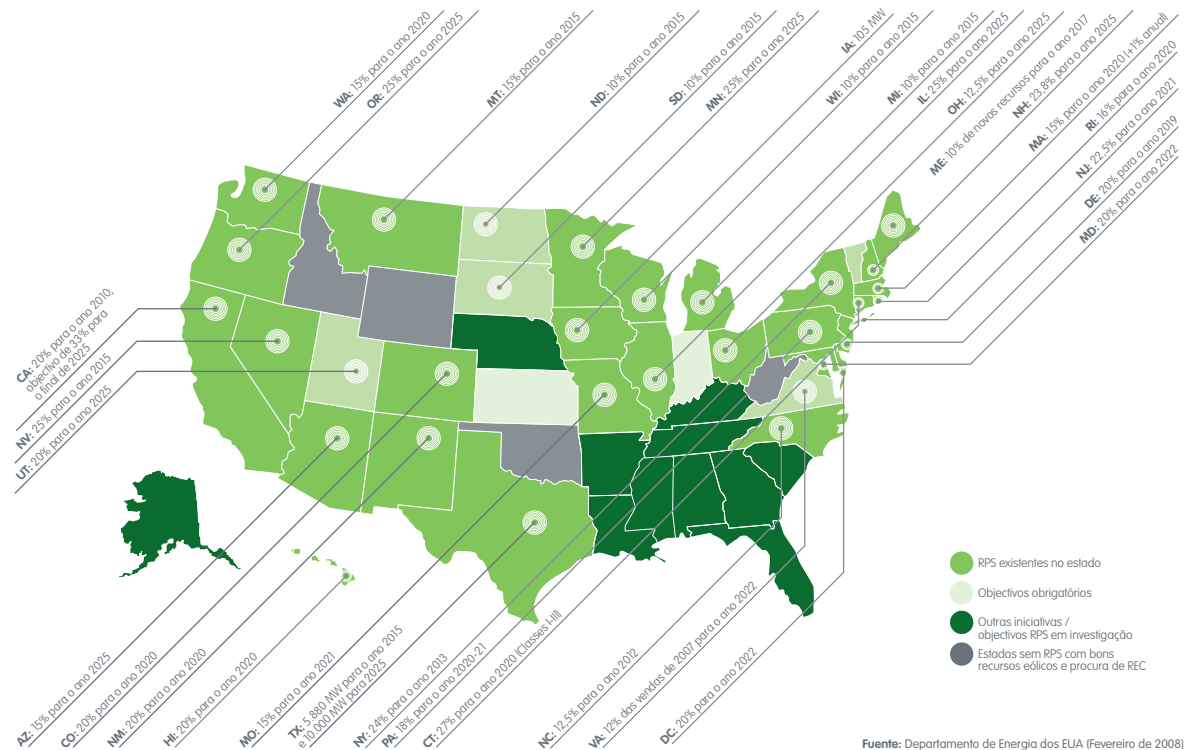 WA: 15% para o ano 2020
OR: 25% para o ano 2025
MT: 15% para o ano 2015
ND: 10% para o ano 2015
SD: 10% para o ano 2015
MN: 25% para o ano 2025
IA: 105 MW
WI: 10% para o ano 2015
MI: 10% para o ano 2015
IL: 25% para o ano 2025
OH: 12,5% para o ano 2025
ME: 10% de novos recursos para o ano 2017
NH: 23,8% para o ano 2025
MA: 15% para o ano 2020 (+1% anual)
RI: 16% para o ano 2020
NJ: 22,5% para o ano 2021
DE: 20% para o ano 2019
MD: 20% para o ano 2022
CA: 20% para o ano 2010;
objetivo de 33% para
o final de 2025
NV: 25% para o ano 2015
UT: 20% para o ano 2025
RPS existentes no estado
Objectivos obrigatórios
Outras iniciativas /
objectivos RPS em investigação
Estados sem RPS com bons
recursos eólicos e procura de REC
AZ: 15% para o ano 2025
CO: 20% para o ano 2020
NM: 20% para o ano 2020
HI: 20% para o ano 2020
MO: 15% para o ano 2021
TX: 5.880 MW para o ano 2015
e 10.000 MW para 2025
NY: 24% para o ano 2013
PA: 18% para o ano 2020-21
CT: 27% para o ano 2020 (Classes I-III)
NC: 12,5% para o ano 2012
VA: 12% das vendas de 2007 para o ano 2022
DC: 20% para o ano 2022
Fuente: Departamento de Energia dos EUA (Fevereiro de 2008)